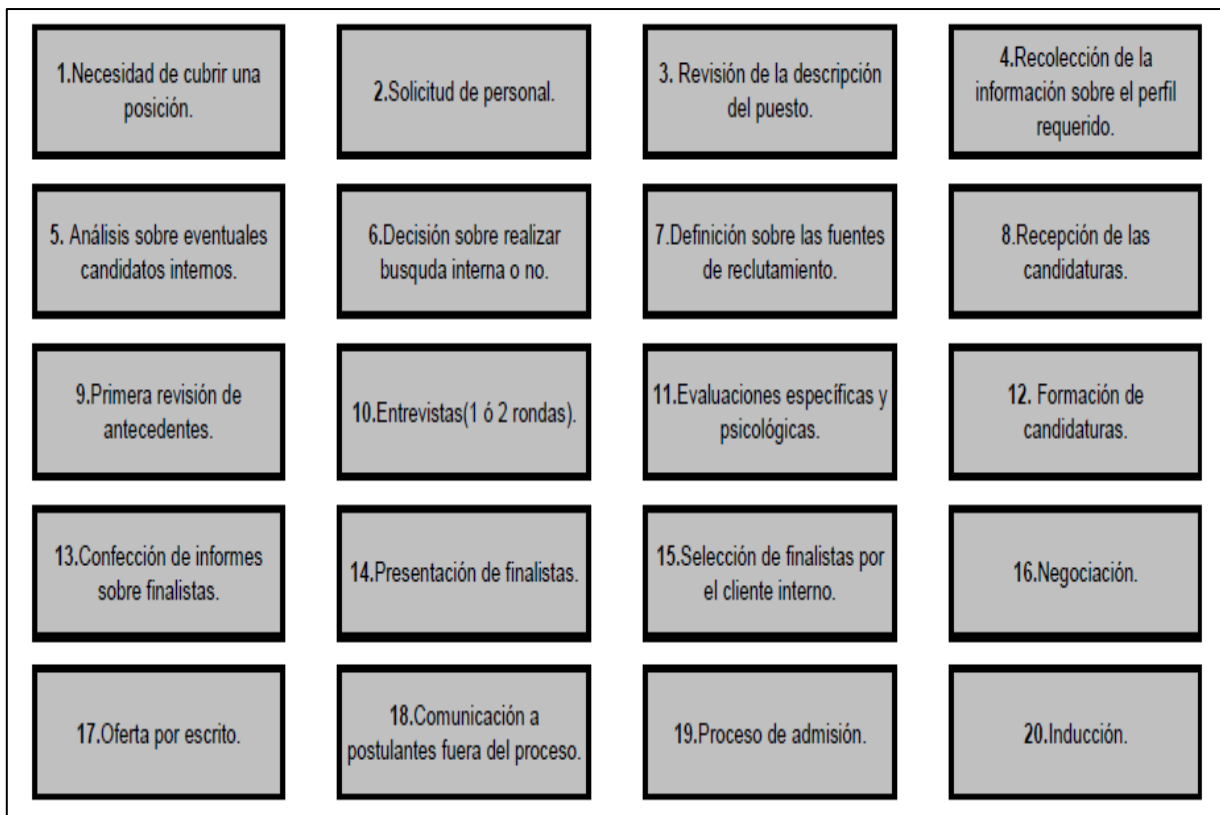 1.Necesidad de cubrir una
posición.
2.Solicitud de personal.
3. Revisión de la descripción
del puesto.
4.Recolección de la
información sobre el perfil
requerido.
5. Análisis sobre eventuales
candidatos internos.
6.Decisión sobre realizar
busquda interna o no.
7.Definición sobre las fuentes
de reclutamiento.
8.Recepción de las
candidaturas.
9.Primera revisión de
antecedentes.
10.Entrevistas(1 ó 2 rondas).
11.Evaluaciones específicas y
psicológicas.
12. Formación de
candidaturas.
13.Confección de informes
sobre finalistas.
14.Presentación de finalistas.
15.Selección de finalistas por
el cliente interno.
16.Negociación.
17.Oferta por escrito.
18.Comunicación a
postulantes fuera del proceso.
19.Proceso de admisión.
20.Inducción.